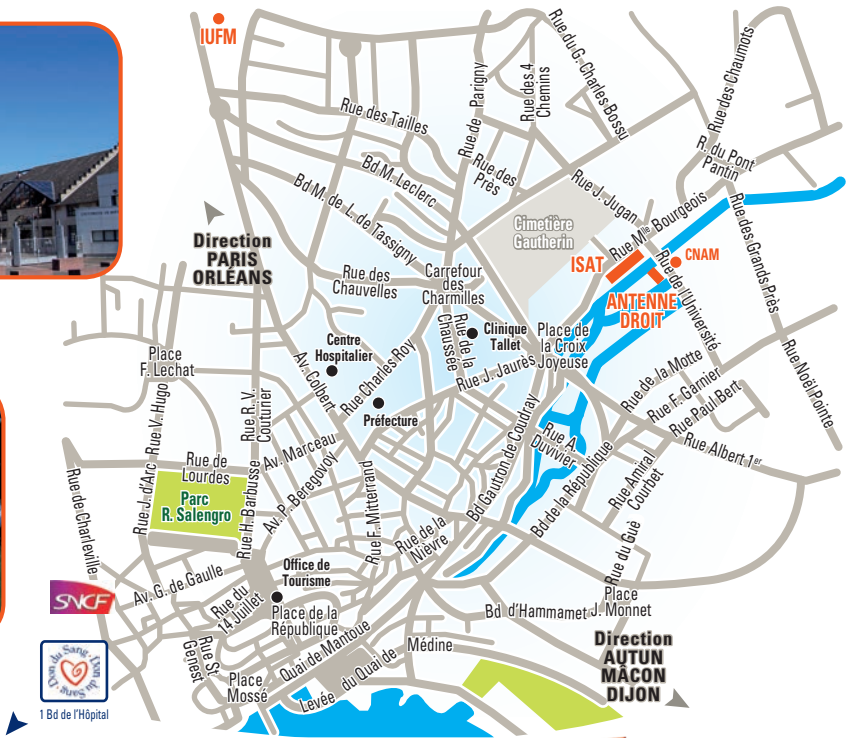 IUFM
Rue du G. Charles Bossu
Rue des Chaumots
Rue de Parigny
Rue des 4
Chemins
Rue des Tailles
R. du Pont
Pantin
Bd M. Leclerc
Rue des
Près
Rue J. Jugan
Bd M. de L. de Tassigny
Rue Mlle Bourgeois
Rue des Grands Près
Cimetière
Gautherin
Direction
PARIS
ORLÉANS
ISAT
CNAM
Rue de l'Université
ANTENNE
DROIT
Rue des
Chauvelles
Carrefour
des
Charmilles
Rue de la
Chaussée
Clinique
Tallet
Place de
la Croix
Joyeuse
Centre
Hospitalier
Rue Charles Roy
Av. Colbert
Rue J. Jaurès
Place
F. Lechat
Rue V. Hugo
Rue R. V.
Couturier
Préfecture
Rue de la Motte
Rue F. Garnier
Rue Paul Bert
Rue Noël Pointe
Rue Albert 1er
Av. Marceau
Rue A.
Duvivier
Bd Gautron de Coudray
Rue de
Lourdes
Rue J. d'Arc
Parc
R. Salengro
Rue H. Barbusse
Av. P. Beregovoy
Rue F. Mitterrand
Bd de la République
Rue Amiral
Courbet
Rue de Charleville
Rue de la
Nièvre
Rue du Guè
Av. G. de Gaulle
Office de
Tourisme
SNCF
Rue du
14 Juillet
Place de la
République
Bd d'Hammamet
Place
J. Monnet
Rue St
Genest
Quai de Mantoue
Médine
Levée du Quai de
Place
Mossé
Direction
AUTUN
MÂCON
DIJON
Don du Sang - Don du Sang -
1 Bd de l'Hôpital